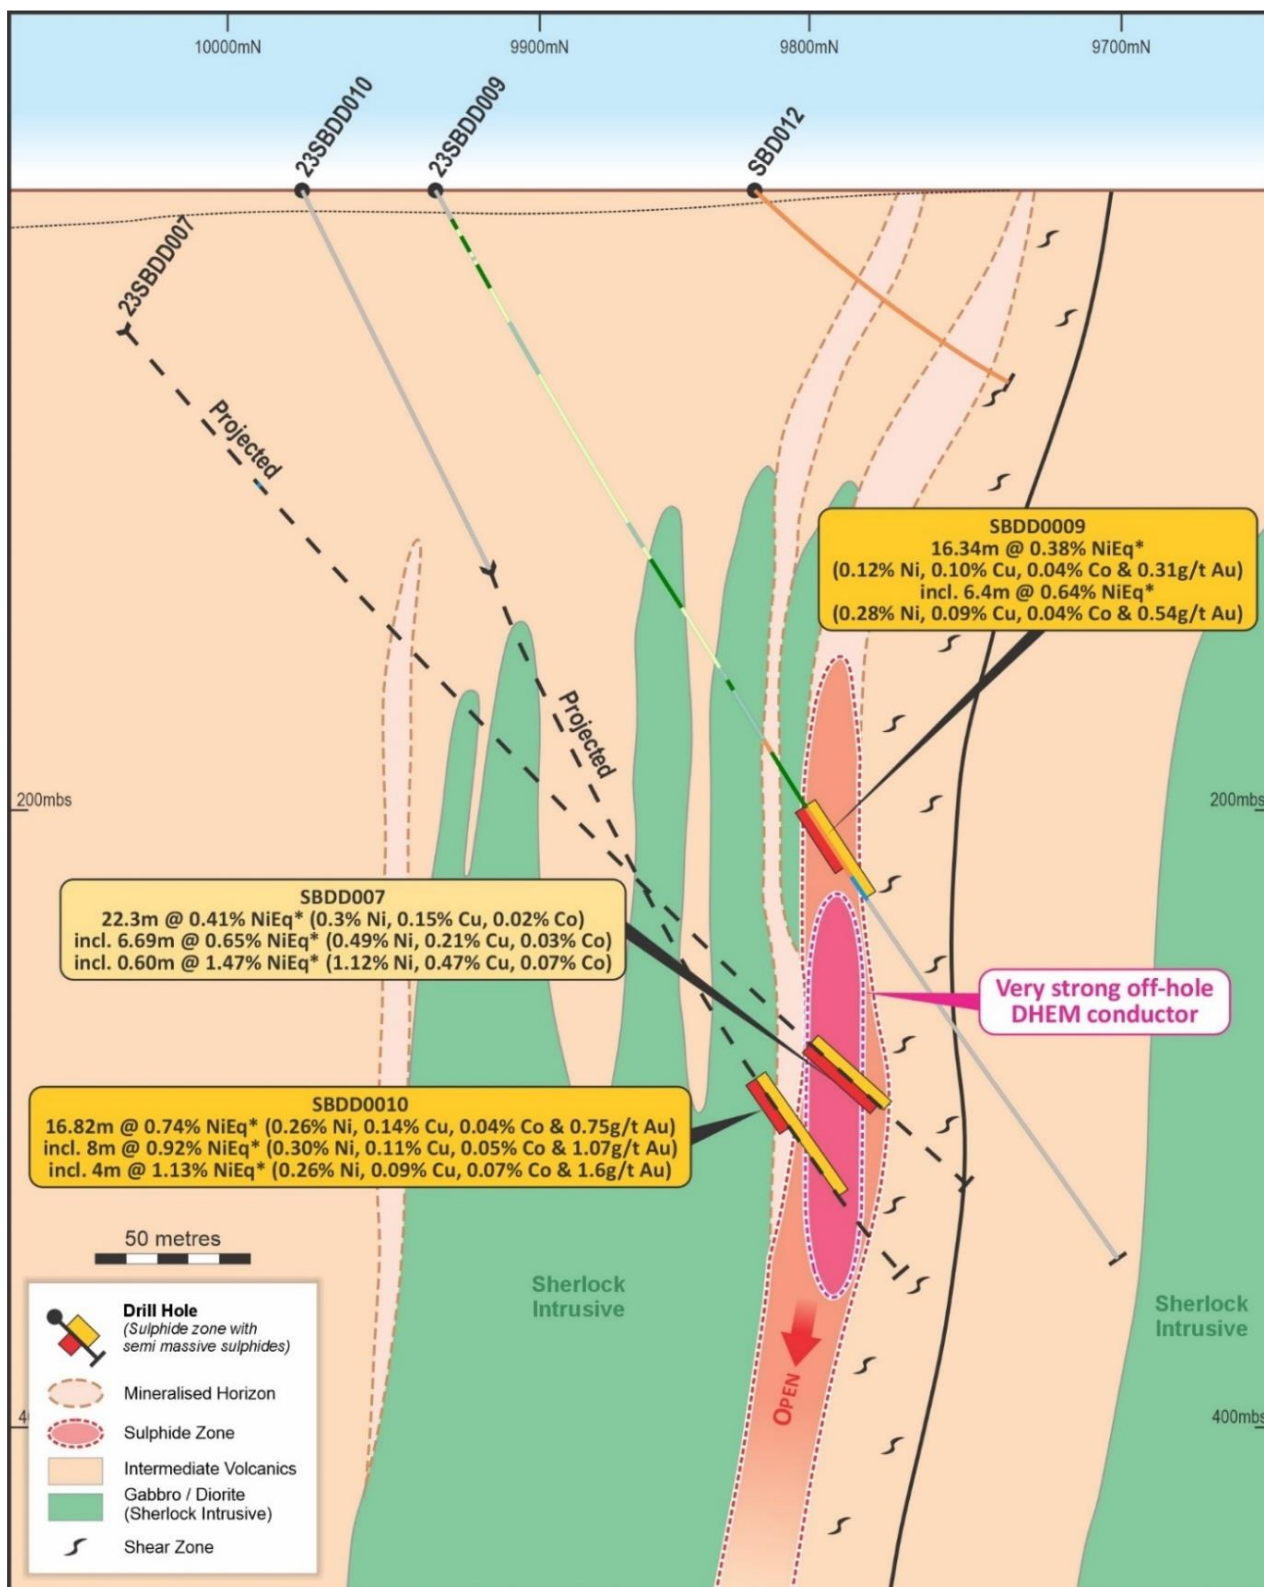 10000mN
9900mN
9800mN
9700mN
23SBDD010
23SBDD009
SBD012
23SBDD007
Projected
Projected
SBDD0009
16.34m @ 0.38% NiEq*
(0.12% Ni, 0.10% Cu, 0.04% Co & 0.31g/t Au)
incl. 6.4m @ 0.64% NiEq*
(0.28% Ni, 0.09% Cu, 0.04% Co & 0.54g/t Au)
200mbs
200mbs
SBDD007
22.3m @ 0.41% NiEq* (0.3% Ni, 0.15% Cu, 0.02% Co)
incl. 6.69m @ 0.65% NiEq* (0.49% Ni, 0.21% Cu, 0.03% Co)
incl. 0.60m @ 1.47% NiEq* (1.12% Ni, 0.47% Cu, 0.07% Co)
Very strong off-hole
DHEM conductor
SBDD0010
16.82m @ 0.74% NiEq* (0.26% Ni, 0.14% Cu, 0.04% Co & 0.75g/t Au)
incl. 8m @ 0.92% NiEq* (0.30% Ni, 0.11% Cu, 0.05% Co & 1.07g/t Au)
incl. 4m @ 1.13% NiEq* (0.26% Ni, 0.09% Cu, 0.07% Co & 1.6g/t Au)
50 metres
Sherlock
Intrusive
Sherlock
Intrusive
OPEN
400mbs
Drill Hole
(Sulphide zone with
semi massive sulphides)
Mineralised Horizon
Sulphide Zone
Intermediate Volcanics
Gabbro / Diorite
(Sherlock Intrusive)
Shear Zone